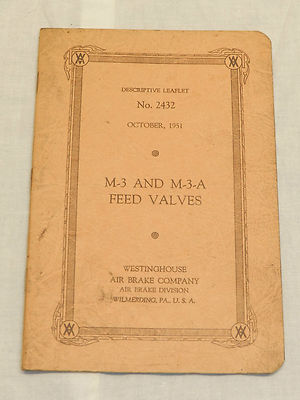 DESCRIPTIVE LEAFLET
No. 2432
OCTOBER, 1951
M-3 AND M-3-A
FEED VALVES
WESTINGHOUSE
AIR BRAKE COMPANY
AIR BRAKE DIVISION
WILMERDING, PA., U. S. A.